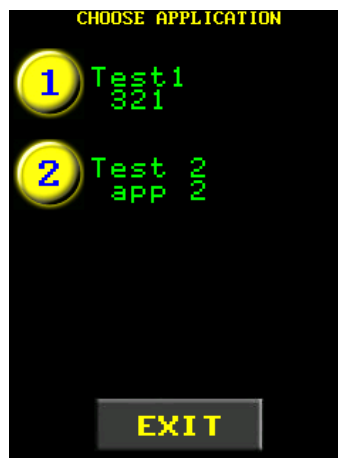 CHOOSE APPLICATION
1 Test1
321
2 Test 2
app 2
EXIT